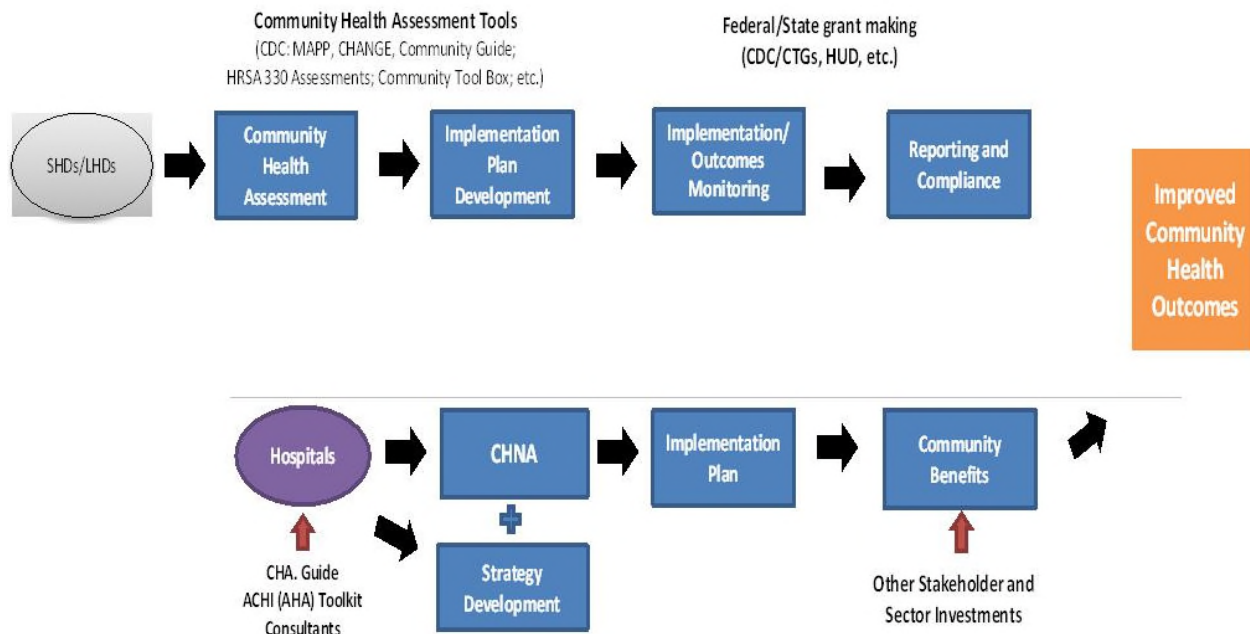 Community Health Assessment Tools
(CDC: MAPP, CHANGE, Community Guide;
HRSA 330 Assessments; Community Tool Box; etc.)
Federal/State grant making
(CDC/CTGs, HUD, etc.)
SHDs/LHDs
Community
Health
Assessment
Implementation
Plan
Development
Implementation/
Outcomes
Monitoring
Reporting and
Compliance
Improved
Community
Health
Outcomes
Hospitals
CHNA
Implementation
Plan
Community
Benefits
Strategy
Development
CHA. Guide
ACHI (AHA) Toolkit
Consultants
Other Stakeholder and
Sector Investments